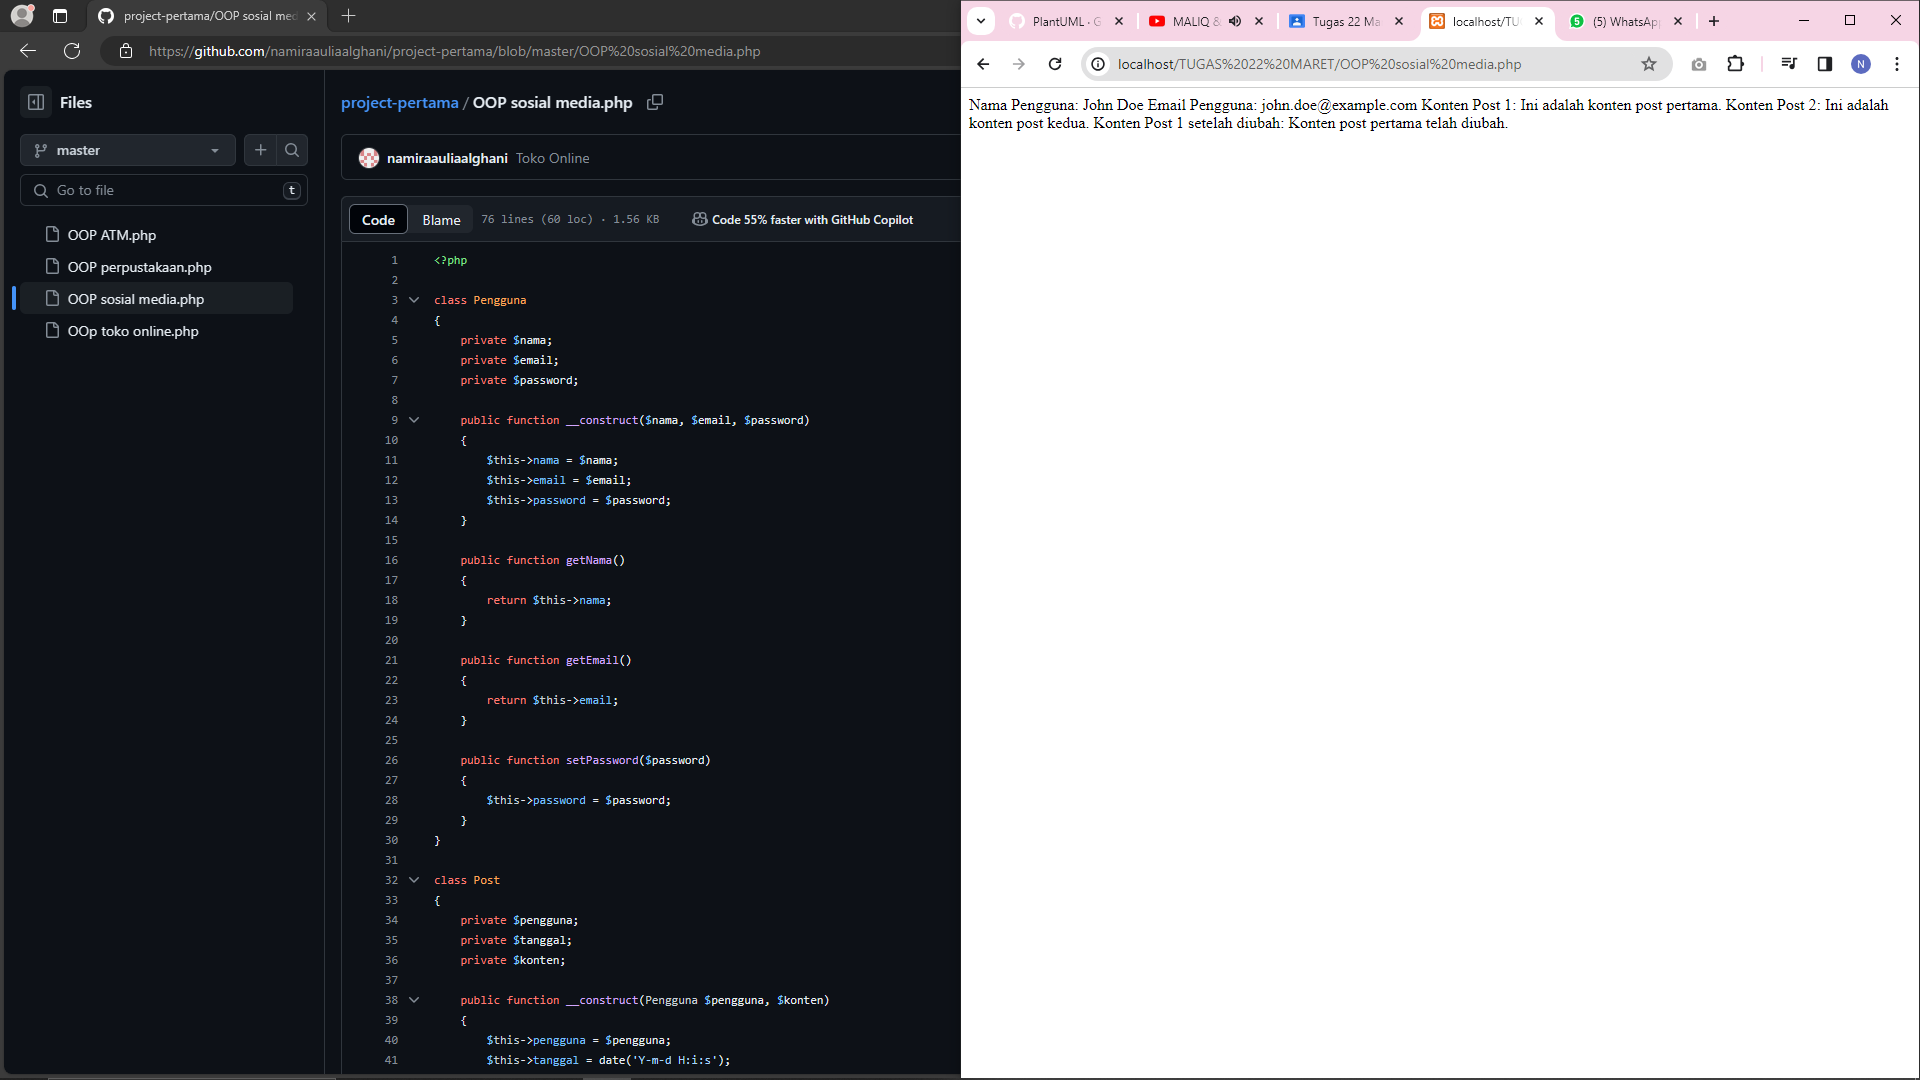 project-pertama/OOP sosial med
https://github.com/namiraauliaalghani/project-pertama/blob/master/OOP%20sosial%20media.php
Files
master
Go to file
t
OOP ATM.php
OOP perpustakaan.php
OOP sosial media.php
OOp toko online.php
project-pertama / OOP sosial media.php
namiraauliaalghani Toko Online
Code Blame 76 lines (60 loc) · 1.56 KB Code 55% faster with GitHub Copilot
1 <?php
2
3 class Pengguna
4 {
5 private $nama;
6 private $email;
7 private $password;
8
9 public function __construct($nama, $email, $password)
10 {
11 $this->nama = $nama;
12 $this->email = $email;
13 $this->password = $password;
14 }
15
16 public function getNama()
17 {
18 return $this->nama;
19 }
20
21 public function getEmail()
22 {
23 return $this->email;
24 }
25
26 public function setPassword($password)
27 {
28 $this->password = $password;
29 }
30 }
31
32 class Post
33 {
34 private $pengguna;
35 private $tanggal;
36 private $konten;
37
38 public function __construct(Pengguna $pengguna, $konten)
39 {
40 $this->pengguna = $pengguna;
41 $this->tanggal = date('Y-m-d H:i:s');
PlantUML · G
MALIQ &
Tugas 22 Ma
localhost/TU
5 (5) WhatsApp
localhost/TUGAS%2022%20MARET/OOP%20sosial%20media.php
N
Nama Pengguna: John Doe Email Pengguna: john.doe@example.com Konten Post 1: Ini adalah konten post pertama. Konten Post 2: Ini adalah
konten post kedua. Konten Post 1 setelah diubah: Konten post pertama telah diubah.